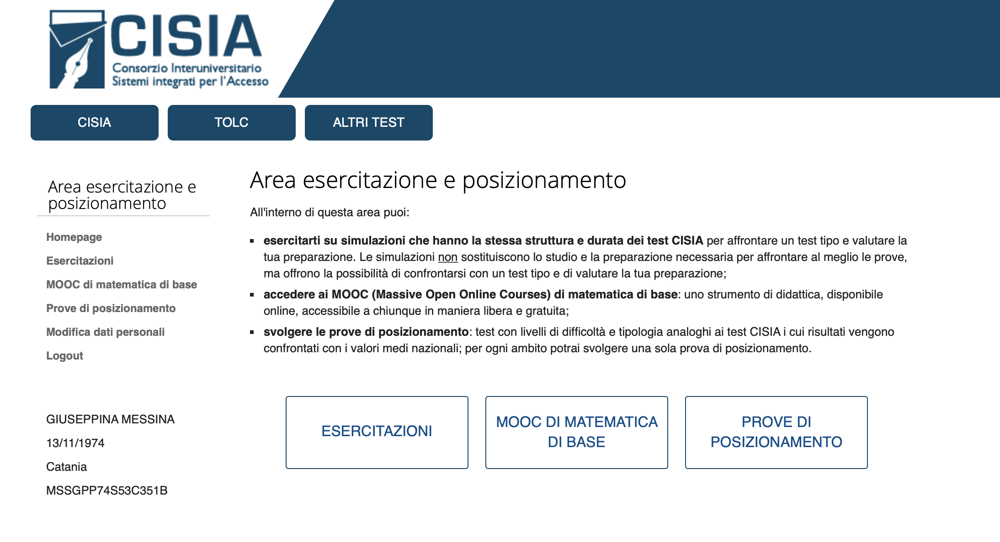 CISIA
Consorzio Interuniversitario
Sistemi integrati per l'Accesso
CISIA
TOLC
ALTRI TEST
Area esercitazione e
posizionamento
Homepage
Esercitazioni
MOOC di matematica di base
Prove di posizionamento
Modifica dati personali
Logout
GIUSEPPINA MESSINA
13/11/1974
Catania
MSSGPP74S53C351B
Area esercitazione e posizionamento
All'interno di questa area puoi:
▪ esercitarti su simulazioni che hanno la stessa struttura e durata dei test CISIA per affrontare un test tipo e valutare la
tua preparazione. Le simulazioni non sostituiscono lo studio e la preparazione necessaria per affrontare al meglio le prove,
ma offrono la possibilità di confrontarsi con un test tipo e di valutare la tua preparazione;
▪ accedere ai MOOC (Massive Open Online Courses) di matematica di base: uno strumento di didattica, disponibile
online, accessibile a chiunque in maniera libera e gratuita;
▪ svolgere le prove di posizionamento: test con livelli di difficoltà e tipologia analoghi ai test CISIA i cui risultati vengono
confrontati con i valori medi nazionali; per ogni ambito potrai svolgere una sola prova di posizionamento.
ESERCITAZIONI
MOOC DI MATEMATICA
DI BASE
PROVE DI
POSIZIONAMENTO